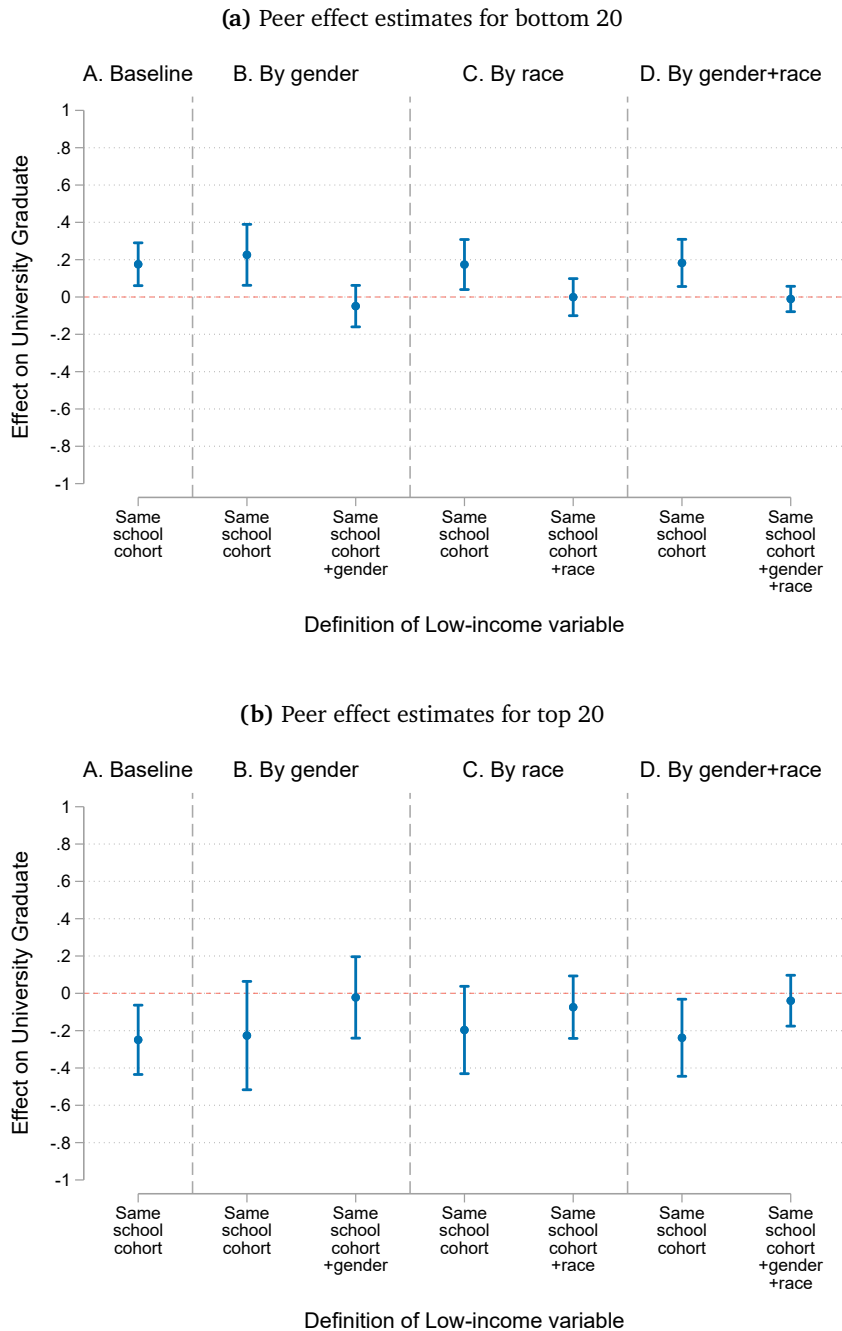 (a) Peer effect estimates for bottom 20
A. Baseline B. By gender C. By race D. By gender+race
Effect on University Graduate
1
.8
.6
.4
.2
0
-.2
-.4
-.6
-.8
-1
Same school cohort
Same school cohort
Same school cohort +gender
Same school cohort
Same school cohort +race
Same school cohort
Same school cohort +gender +race
Definition of Low-income variable
(b) Peer effect estimates for top 20
A. Baseline B. By gender C. By race D. By gender+race
Effect on University Graduate
1
.8
.6
.4
.2
0
-.2
-.4
-.6
-.8
-1
Same school cohort
Same school cohort
Same school cohort +gender
Same school cohort
Same school cohort +race
Same school cohort
Same school cohort +gender +race
Definition of Low-income variable